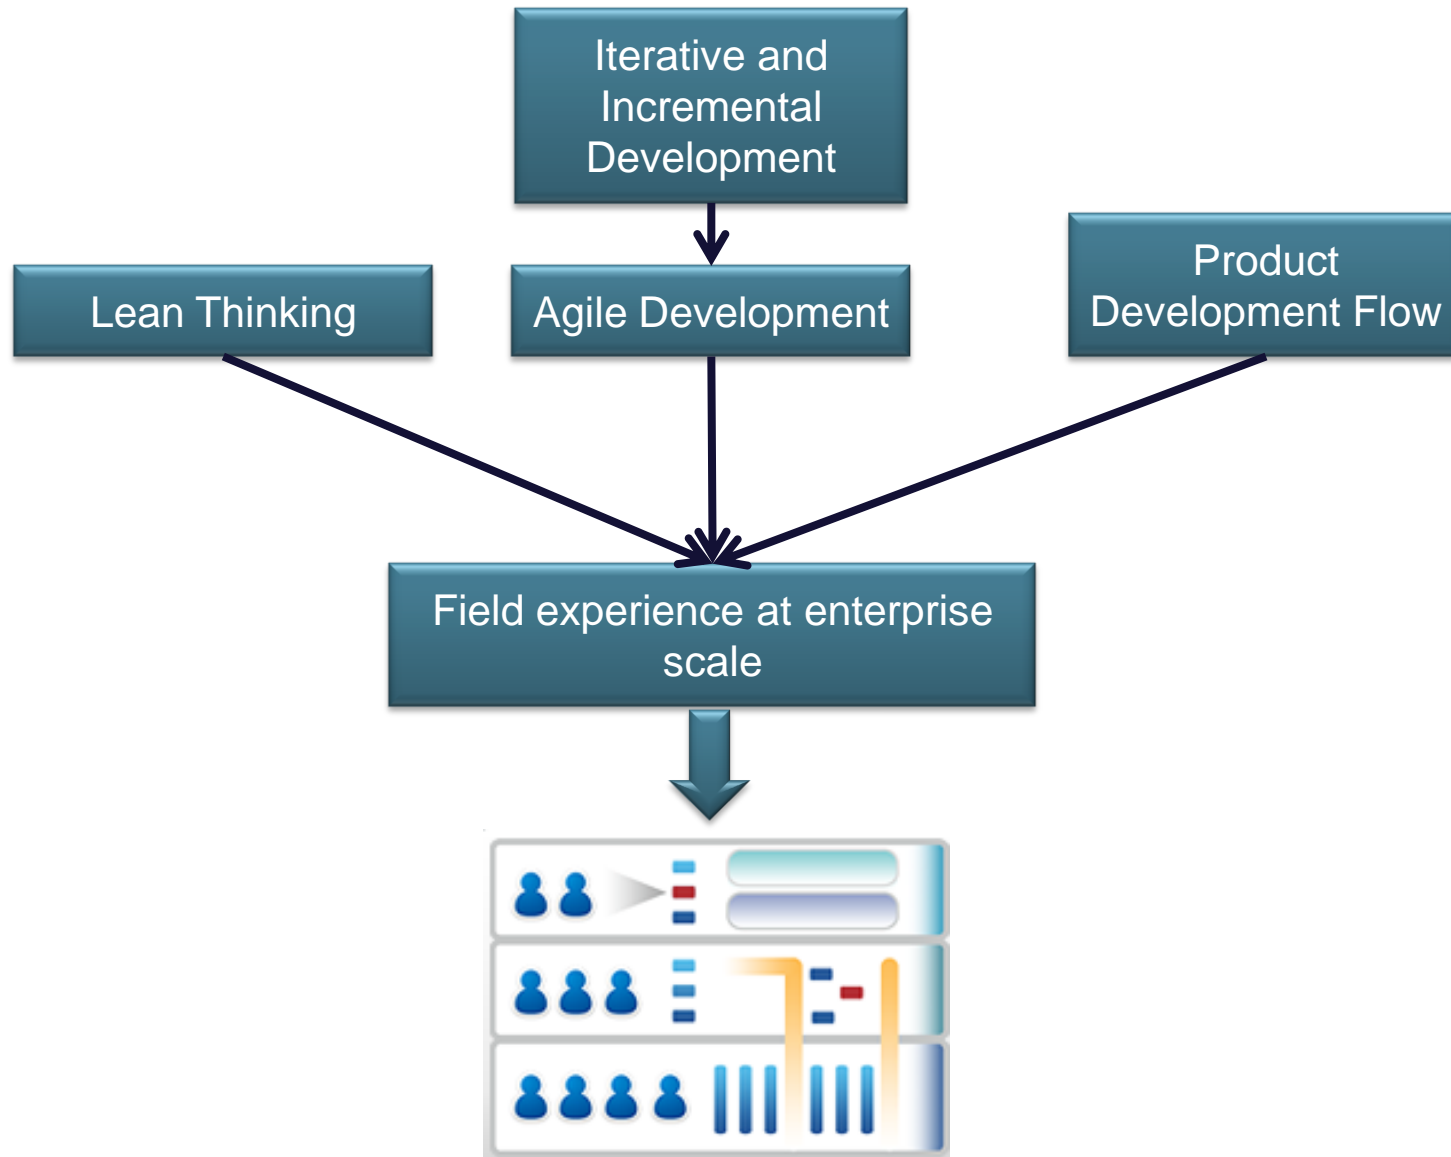 Iterative and
Incremental
Development
Lean Thinking
Agile Development
Product
Development Flow
Field experience at enterprise
scale